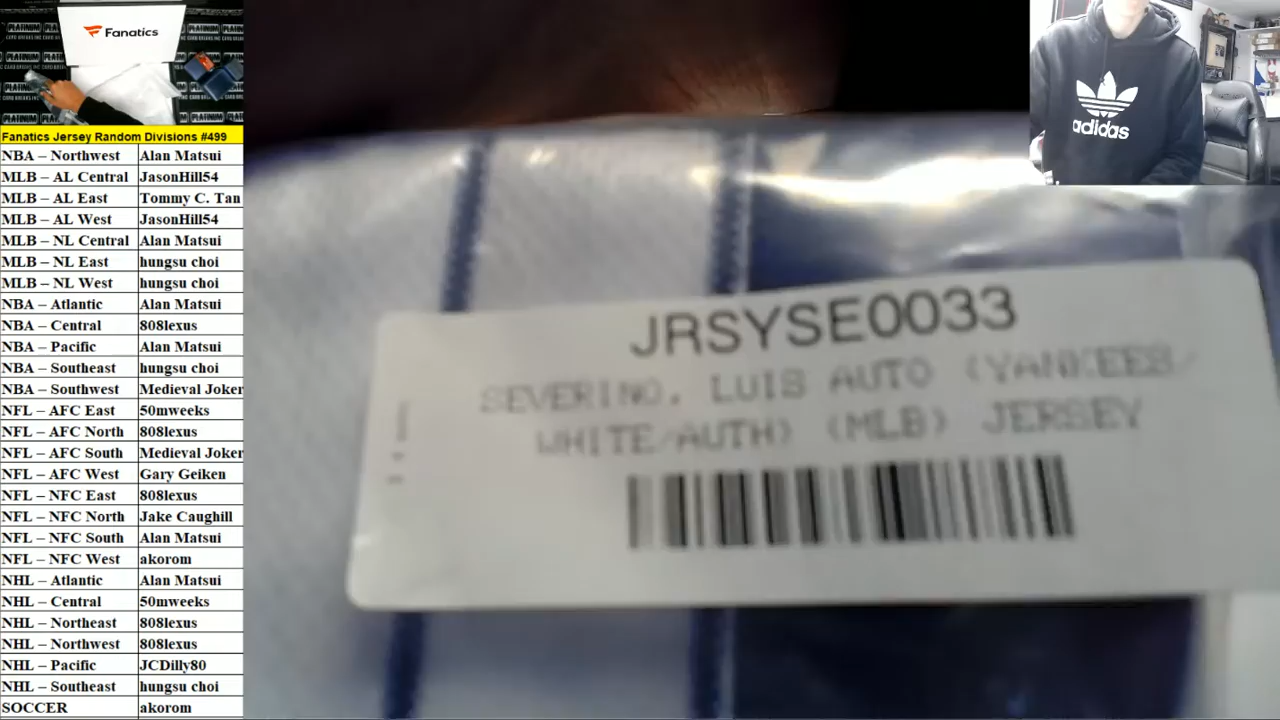 Fanatics
PLATINUM
Fanatics Jersey Random Divisions #499
NBA – Northwest Alan Matsui
MLB – AL Central JasonHill54
MLB – AL East Tommy C. Tan
MLB – AL West JasonHill54
MLB – NL Central Alan Matsui
MLB – NL East hungsu choi
MLB – NL West hungsu choi
NBA – Atlantic Alan Matsui
NBA – Central 808lexus
NBA – Pacific Alan Matsui
NBA – Southeast hungsu choi
NBA – Southwest Medieval Joker
NFL – AFC East 50mweeks
NFL – AFC North 808lexus
NFL – AFC South Medieval Joker
NFL – AFC West Gary Geiken
NFL – NFC East 808lexus
NFL – NFC North Jake Caughill
NFL – NFC South Alan Matsui
NFL – NFC West akorom
NHL – Atlantic Alan Matsui
NHL – Central 50mweeks
NHL – Northeast 808lexus
NHL – Northwest 808lexus
NHL – Pacific JCDilly80
NHL – Southeast hungsu choi
SOCCER akorom
JRSYSE0033
SEVERINO, LUIS AUTO (YANKEES/
WHITE/AUTH) (MLB) JERSEY
adidas